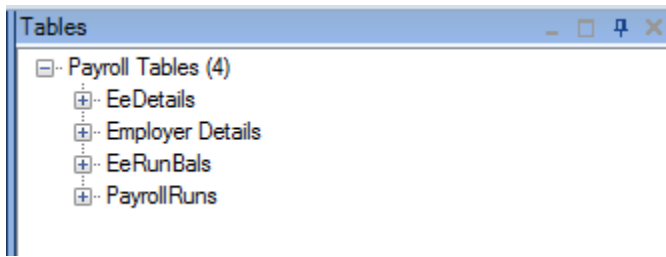 Tables
Payroll Tables (4)
EeDetails
Employer Details
EeRunBals
PayrollRuns